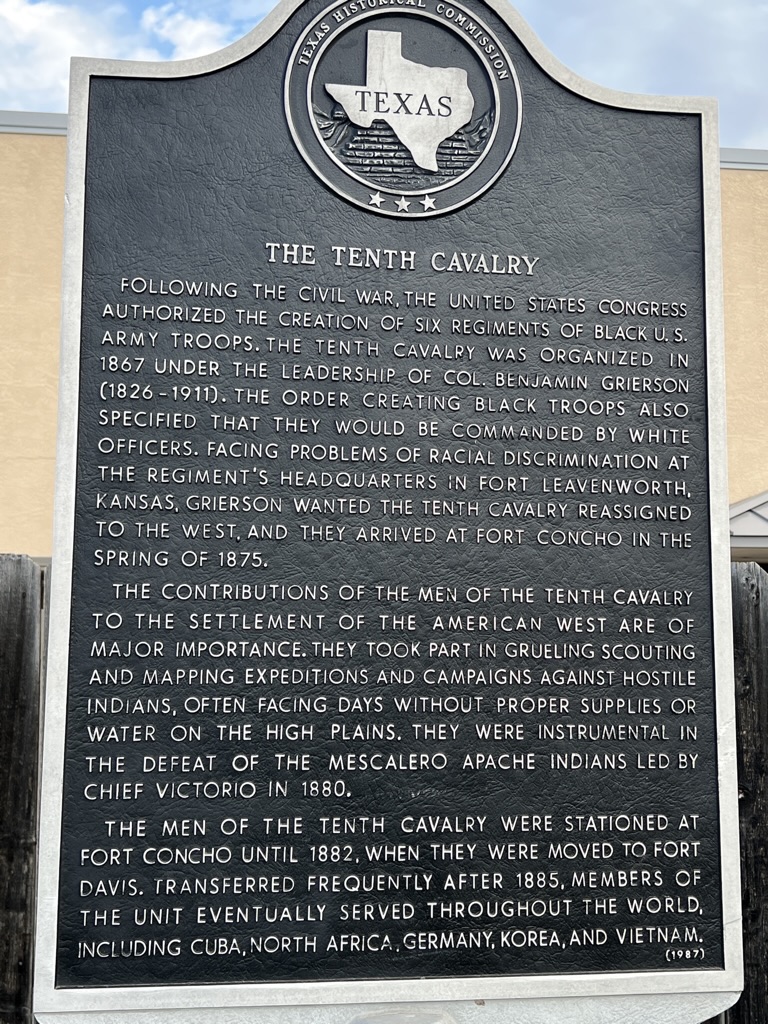 TEXAS HISTORICAL COMMISSION
TEXAS
THE TENTH CAVALRY
FOLLOWING THE CIVIL WAR, THE UNITED STATES CONGRESS
AUTHORIZED THE CREATION OF SIX REGIMENTS OF BLACK U.S.
ARMY TROOPS. THE TENTH CAVALRY WAS ORGANIZED IN
1867 UNDER THE LEADERSHIP OF COL. BENJAMIN GRIERSON
(1826-1911). THE ORDER CREATING BLACK TROOPS ALSO
SPECIFIED THAT THEY WOULD BE COMMANDED BY WHITE
OFFICERS. FACING PROBLEMS OF RACIAL DISCRIMINATION AT
THE REGIMENT'S HEADQUARTERS IN FORT LEAVENWORTH,
KANSAS, GRIERSON WANTED THE TENTH CAVALRY REASSIGNED
TO THE WEST, AND THEY ARRIVED AT FORT CONCHO IN THE
SPRING OF 1875.
THE CONTRIBUTIONS OF THE MEN OF THE TENTH CAVALRY
TO THE SETTLEMENT OF THE AMERICAN WEST ARE OF
MAJOR IMPORTANCE. THEY TOOK PART IN GRUELING SCOUTING
AND MAPPING EXPEDITIONS AND CAMPAIGNS AGAINST HOSTILE
INDIANS, OFTEN FACING DAYS WITHOUT PROPER SUPPLIES OR
WATER ON THE HIGH PLAINS. THEY WERE INSTRUMENTAL IN
THE DEFEAT OF THE MESCALERO APACHE INDIANS LED BY
CHIEF VICTORIO IN 1880.
THE MEN OF THE TENTH CAVALRY WERE STATIONED AT
FORT CONCHO UNTIL 1882, WHEN THEY WERE MOVED TO FORT
DAVIS. TRANSFERRED FREQUENTLY AFTER 1885, MEMBERS OF
THE UNIT EVENTUALLY SERVED THROUGHOUT THE WORLD,
INCLUDING CUBA, NORTH AFRICA, GERMANY, KOREA, AND VIETNAM.
(1987)